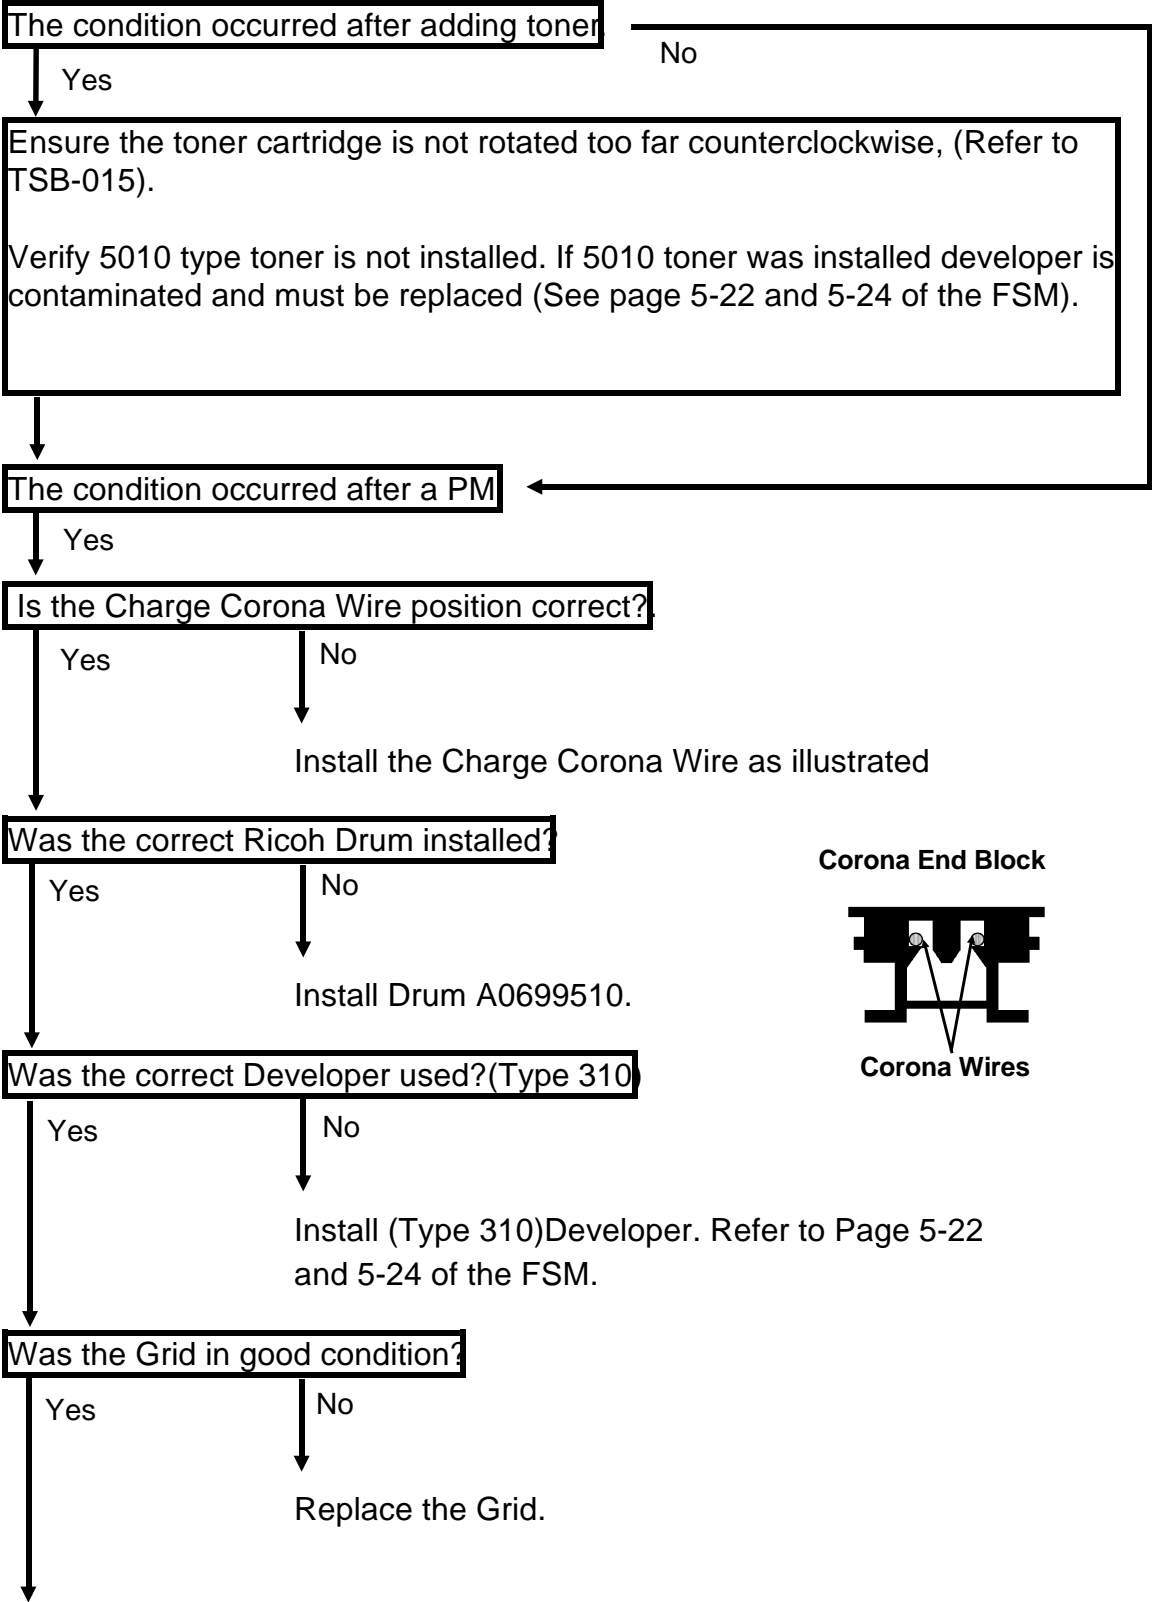 The condition occurred after adding toner.
No
Yes
Ensure the toner cartridge is not rotated too far counterclockwise, (Refer to
TSB-015).
Verify 5010 type toner is not installed. If 5010 toner was installed developer is
contaminated and must be replaced (See page 5-22 and 5-24 of the FSM).
The condition occurred after a PM
Yes
Is the Charge Corona Wire position correct?.
Yes
No
Install the Charge Corona Wire as illustrated
Was the correct Ricoh Drum installed?
Yes
No
Install Drum A0699510.
Corona End Block
Corona Wires
Was the correct Developer used?(Type 310)
Yes
No
Install (Type 310)Developer. Refer to Page 5-22
and 5-24 of the FSM.
Was the Grid in good condition?
Yes
No
Replace the Grid.